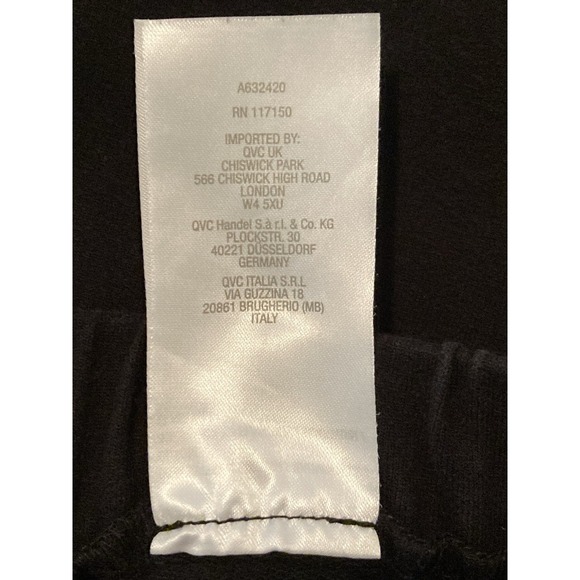 A632420
RN 117150
IMPORTED BY:
QVC UK
CHISWICK PARK
566 CHISWICK HIGH ROAD
LONDON
W4 5XU
QVC Handel S.à r.l. & Co. KG
PLOCKSTR. 30
40221 DÜSSELDORF
GERMANY
QVC ITALIA S.R.L
VIA GUZZINA 18
20861 BRUGHERIO (MB)
ITALY